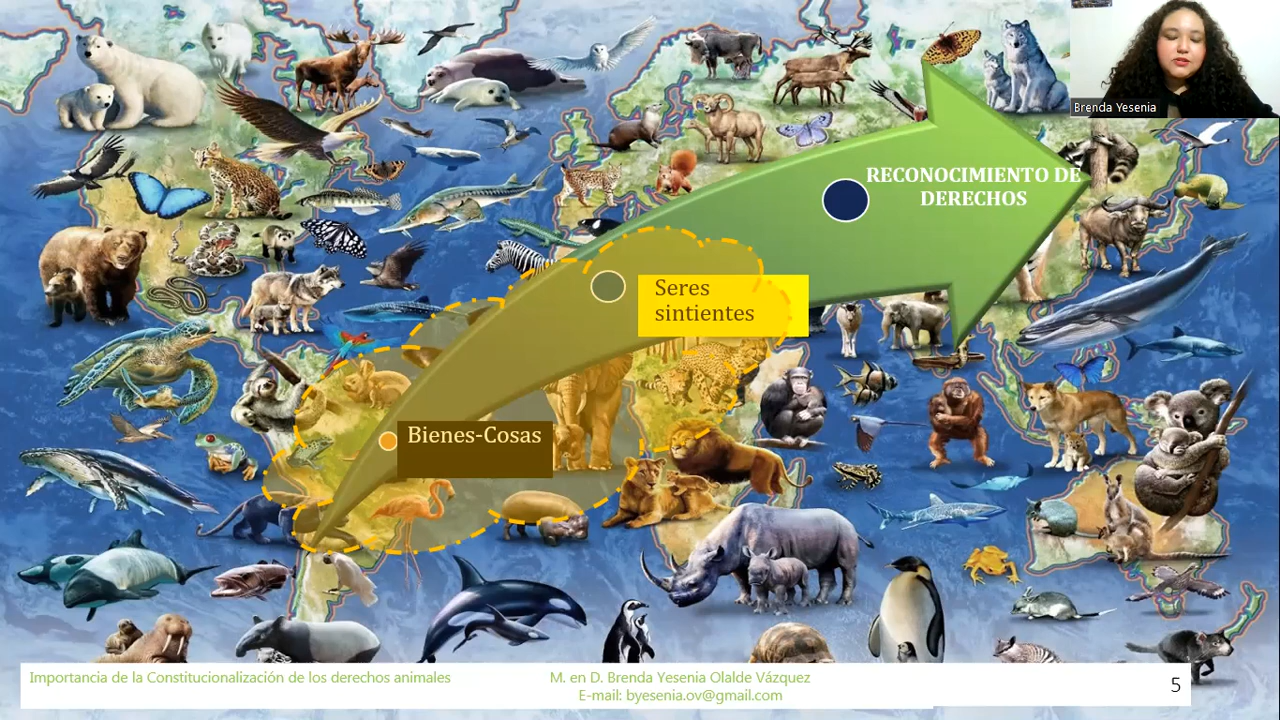 Brenda Yesenia
RECONOCIMIENTO DE
DERECHOS
Seres
sintientes
Bienes-Cosas
Importancia de la Constitucionalización de los derechos animales
M. en D. Brenda Yesenia Olalde Vázquez
E-mail: byesenia.ov@gmail.com
5